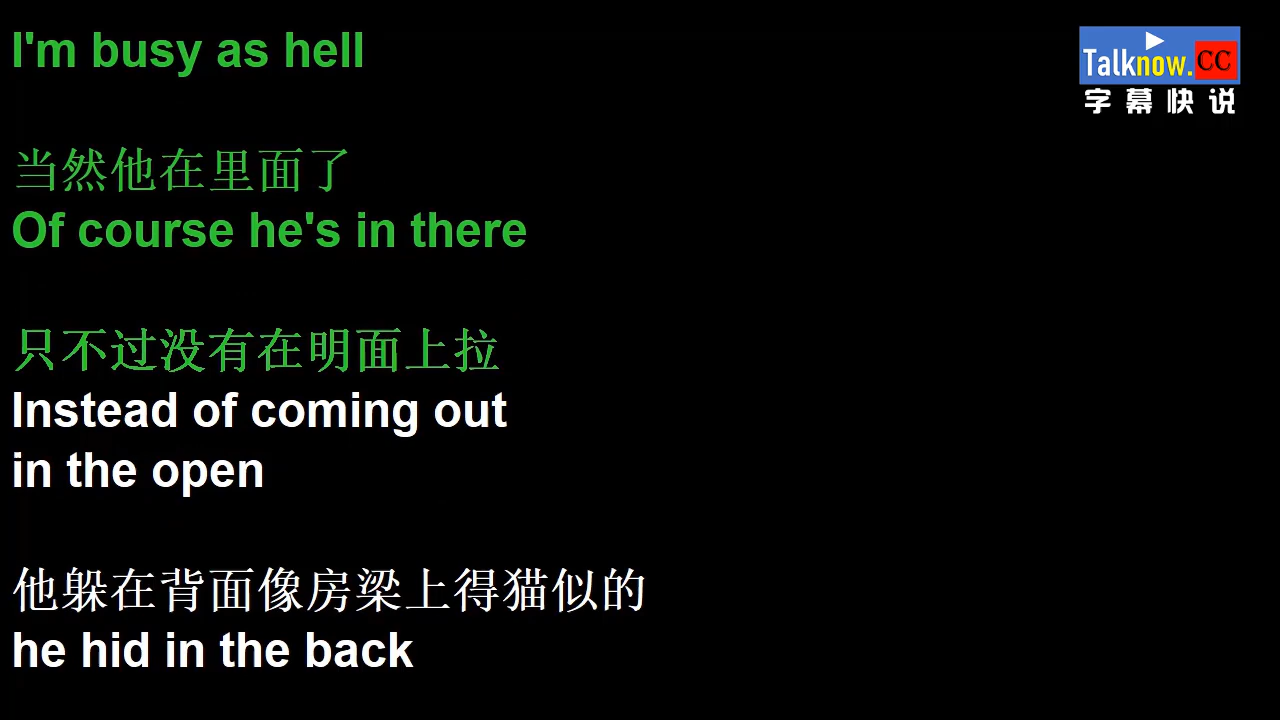 I'm busy as hell
Talknow.CC
字幕快说
当然他在里面了
Of course he's in there
只不过没有在明面上拉
Instead of coming out
in the open
他躲在背面像房梁上得猫似的
he hid in the back